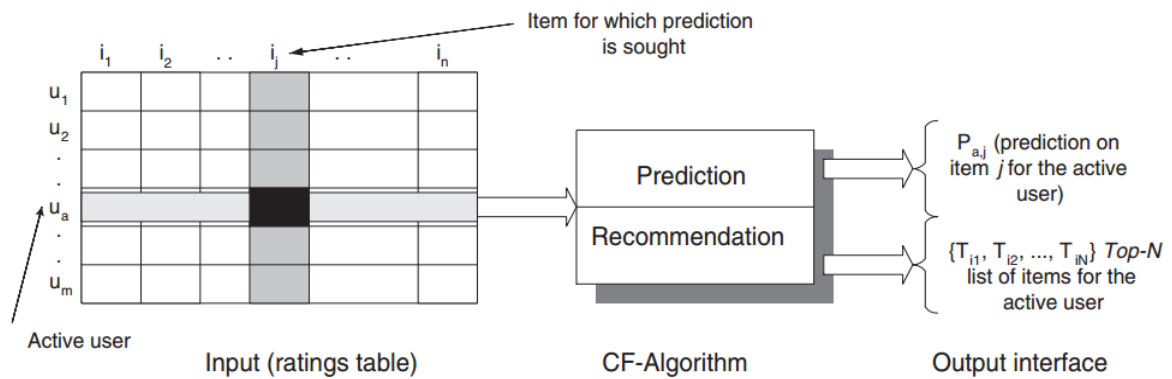 Item for which prediction
is sought
i1 i2 . . ij . . in
u1
u2
.
.
ua
.
.
um
Active user
Prediction
Recommendation
Pa,j (prediction on
item j for the active
user)
{Ti1, Ti2, ..., TiN} Top-N
list of items for the
active user
Input (ratings table) CF-Algorithm Output interface